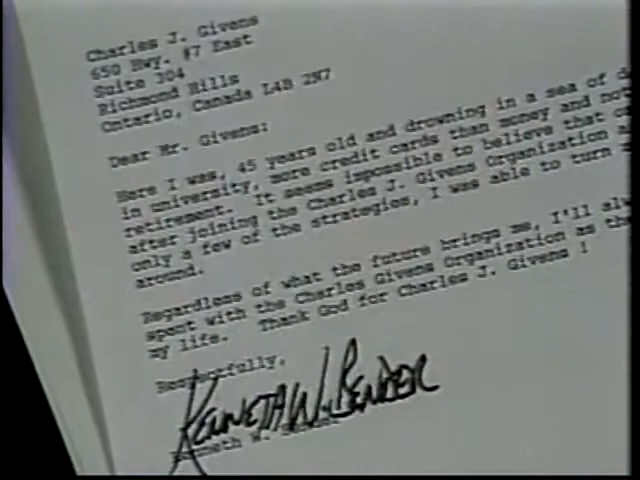 Charles J. Givens
650 Hwy. #7 East
Suite 304
Richmond Hills
Ontario, Canada L4B 2N7
Dear Mr. Givens:
Here I was, 45 years old and drowning in a sea of
in university, more credit cards than money and
retirement. It seems impossible to believe that
after joining the Charles J. Givens Organization
only a few of the strategies, I was able to turn
around.
Regardless of what the future brings me, I'll
spent with the Charles Givens Organization as
my life. Thank God for Charles J. Givens !
Respectfully,
KENNETH W. BENDER
Kenneth W.